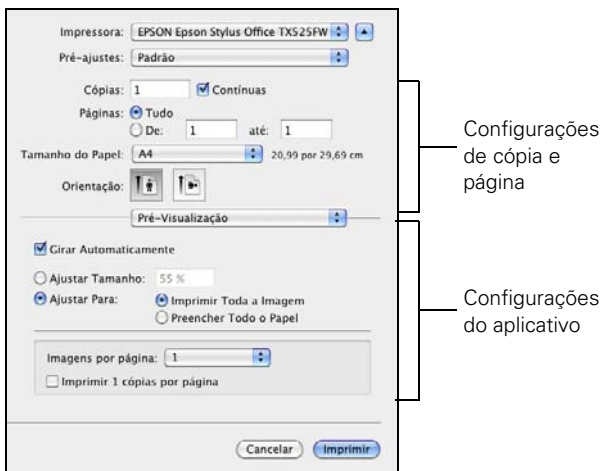 Impressora: EPSON Epson Stylus Office TX525FW
Pré-ajustes: Padrão
Cópias: 1 Contínuas
Páginas: Tudo
De: 1 até: 1
Tamanho do Papel: A4 20,99 por 29,69 cm
Orientação:
Configurações
de cópia e
página
Pré-Visualização
Girar Automaticamente
Ajustar Tamanho: 55 %
Ajustar Para: Imprimir Toda a Imagem
Preencher Todo o Papel
Configurações
do aplicativo
Imagens por página: 1
Imprimir 1 cópias por página
Cancelar Imprimir